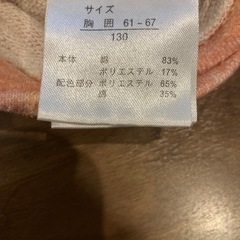 サイズ
胸囲 61-67
130
本体 綿 83%
ポリエステル 17%
配色部分 ポリエステル 65%
綿 35%